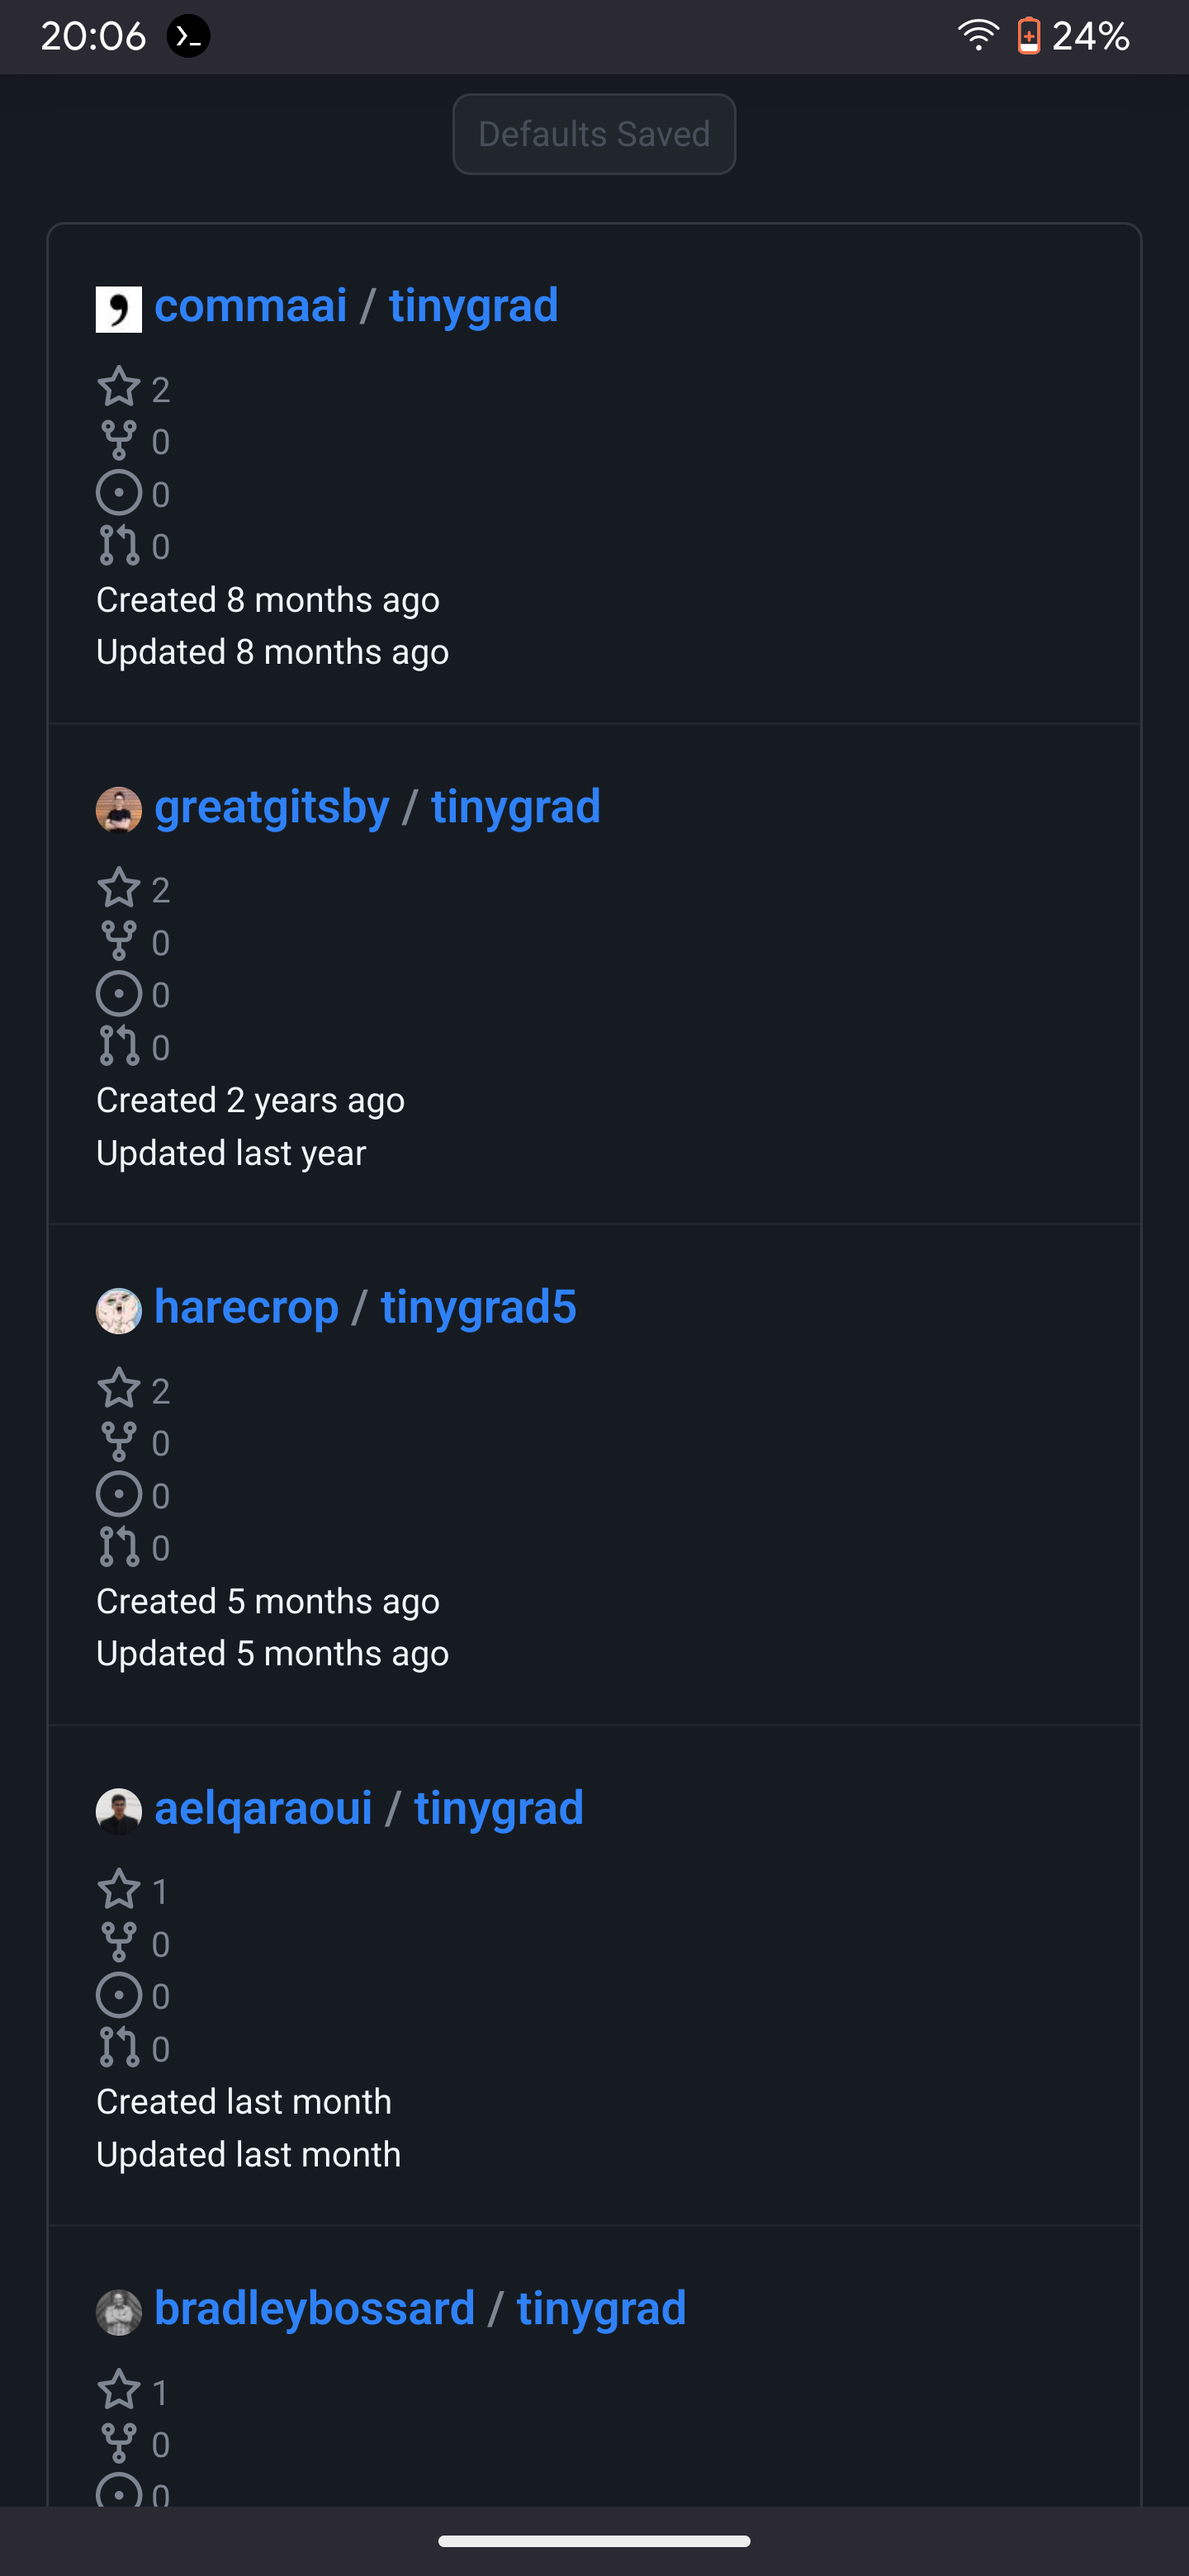 20:06
24%
Defaults Saved
commaai / tinygrad
2
0
0
0
Created 8 months ago
Updated 8 months ago
greatgitsby / tinygrad
2
0
0
0
Created 2 years ago
Updated last year
harecrop / tinygrad5
2
0
0
0
Created 5 months ago
Updated 5 months ago
aelqaraoui / tinygrad
1
0
0
0
Created last month
Updated last month
bradleybossard / tinygrad
1
0
0